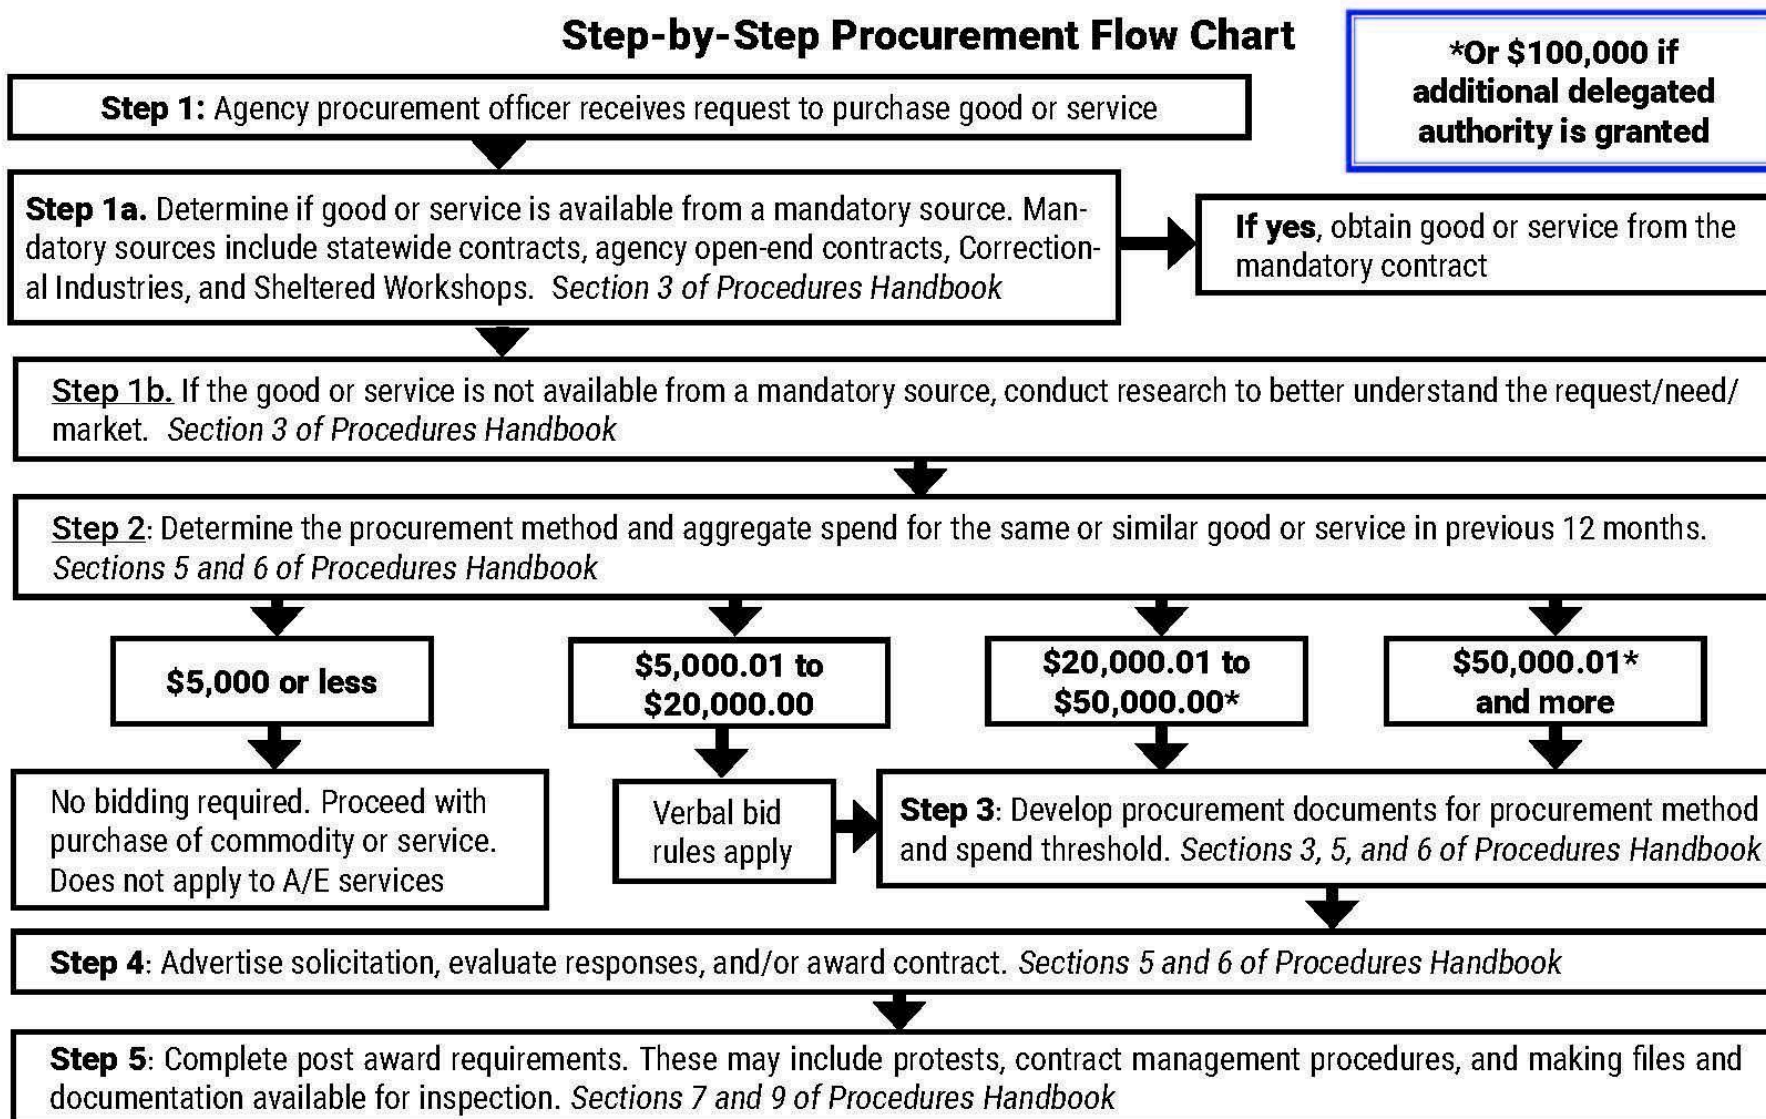 Step-by-Step Procurement Flow Chart
*Or $100,000 if
additional delegated
authority is granted
Step 1: Agency procurement officer receives request to purchase good or service
Step 1a. Determine if good or service is available from a mandatory source. Man-
datory sources include statewide contracts, agency open-end contracts, Correction-
al Industries, and Sheltered Workshops. Section 3 of Procedures Handbook
If yes, obtain good or service from the
mandatory contract
Step 1b. If the good or service is not available from a mandatory source, conduct research to better understand the request/need/
market. Section 3 of Procedures Handbook
Step 2: Determine the procurement method and aggregate spend for the same or similar good or service in previous 12 months.
Sections 5 and 6 of Procedures Handbook
$5,000 or less
$5,000.01 to
$20,000.00
$20,000.01 to
$50,000.00*
$50,000.01*
and more
No bidding required. Proceed with
purchase of commodity or service.
Does not apply to A/E services
Verbal bid
rules apply
Step 3: Develop procurement documents for procurement method
and spend threshold. Sections 3, 5, and 6 of Procedures Handbook
Step 4: Advertise solicitation, evaluate responses, and/or award contract. Sections 5 and 6 of Procedures Handbook
Step 5: Complete post award requirements. These may include protests, contract management procedures, and making files and
documentation available for inspection. Sections 7 and 9 of Procedures Handbook